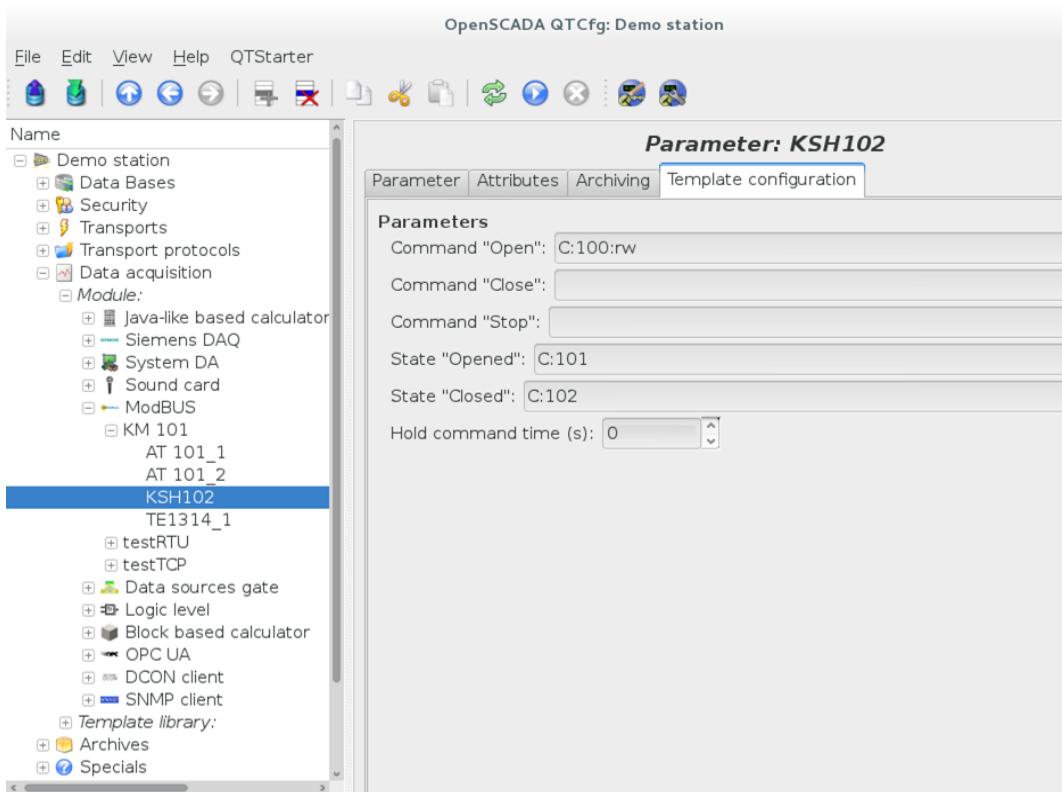 OpenSCADA QTCfg: Demo station
File Edit View Help QTStarter
Name
Demo station
Data Bases
Security
Transports
Transport protocols
Data acquisition
Module:
Java-like based calculator
Siemens DAQ
System DA
Sound card
ModBUS
KM 101
AT 101_1
AT 101_2
KSH102
TE1314_1
testRTU
testTCP
Data sources gate
Logic level
Block based calculator
OPC UA
DCON client
SNMP client
Template library:
Archives
Specials
Parameter: KSH102
Parameter Attributes Archiving Template configuration
Parameters
Command "Open": C:100:rw
Command "Close":
Command "Stop":
State "Opened": C:101
State "Closed": C:102
Hold command time (s): 0